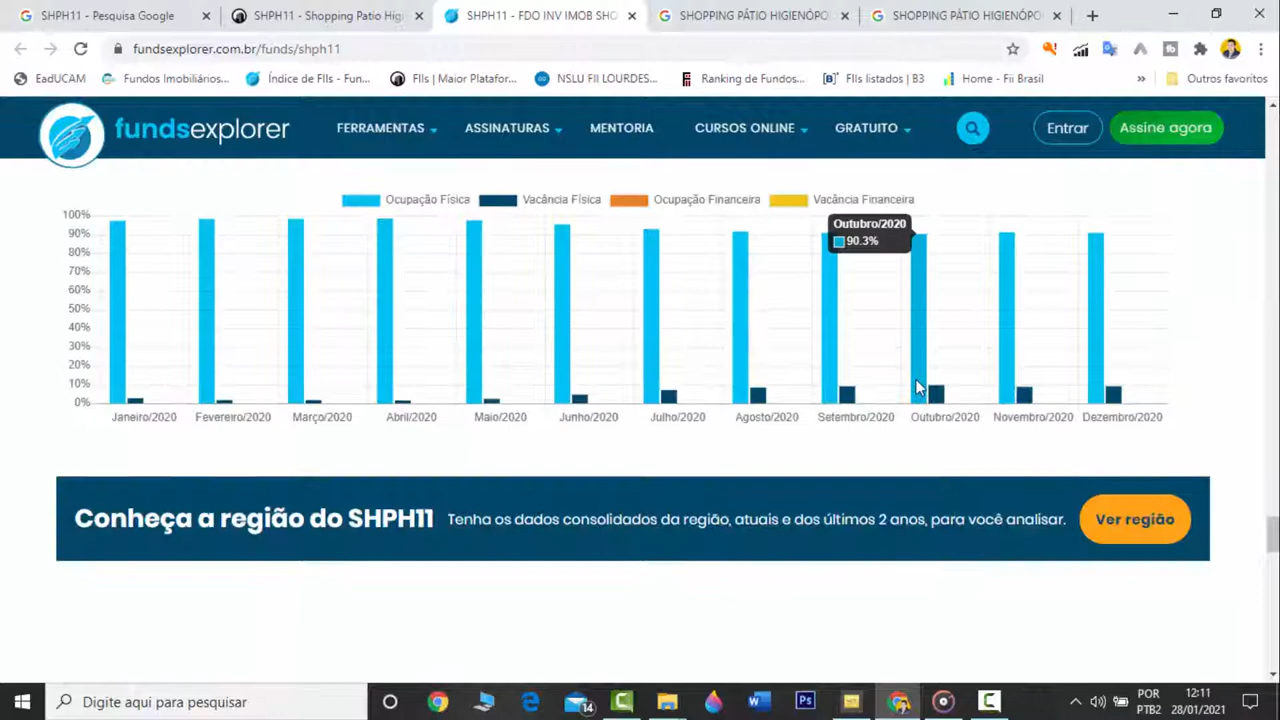 SHPH11 - Pesquisa Google
SHPH11 - Shopping Patio Higi
SHPH11 - FDO INV IMOB SHO
SHOPPING PÁTIO HIGIENÓPO
SHOPPING PÁTIO HIGIENÓPO
fundsexplorer.com.br/funds/shph11
EadUCAM
Fundos Imobiliários...
Índice de FIIs - Fun...
FIIs | Maior Platafor...
NSLU FII LOURDES...
Ranking de Fundos...
FIIs listados | B3
Home - Fii Brasil
»
Outros favoritos
fundsexplorer
FERRAMENTAS
ASSINATURAS
MENTORIA
CURSOS ONLINE
GRATUITO
Entrar
Assine agora
Ocupação Física
Vacância Física
Ocupação Financeira
Vacância Financeira
100%
90%
80%
70%
60%
50%
40%
30%
20%
10%
0%
Outubro/2020
90.3%
Janeiro/2020
Fevereiro/2020
Março/2020
Abril/2020
Maio/2020
Junho/2020
Julho/2020
Agosto/2020
Setembro/2020
Outubro/2020
Novembro/2020
Dezembro/2020
Conheça a região do SHPH11
Tenha os dados consolidados da região, atuais e dos últimos 2 anos, para você analisar.
Ver região
Digite aqui para pesquisar
14
POR
PTB2
12:11
28/01/2021